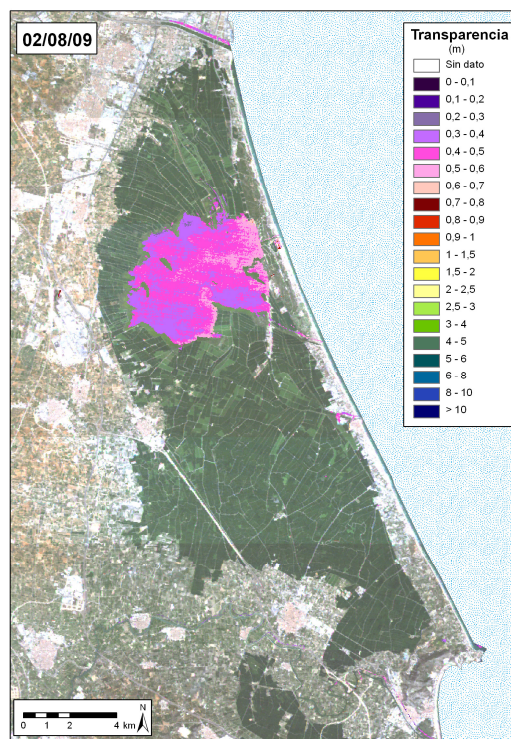 02/08/09
Transparencia
(m)
Sin dato
0 - 0,1
0,1 - 0,2
0,2 - 0,3
0,3 - 0,4
0,4 - 0,5
0,5 - 0,6
0,6 - 0,7
0,7 - 0,8
0,8 - 0,9
0,9 - 1
1 - 1,5
1,5 - 2
2 - 2,5
2,5 - 3
3 - 4
4 - 5
5 - 6
6 - 8
8 - 10
> 10
N
0 1 2 4 km